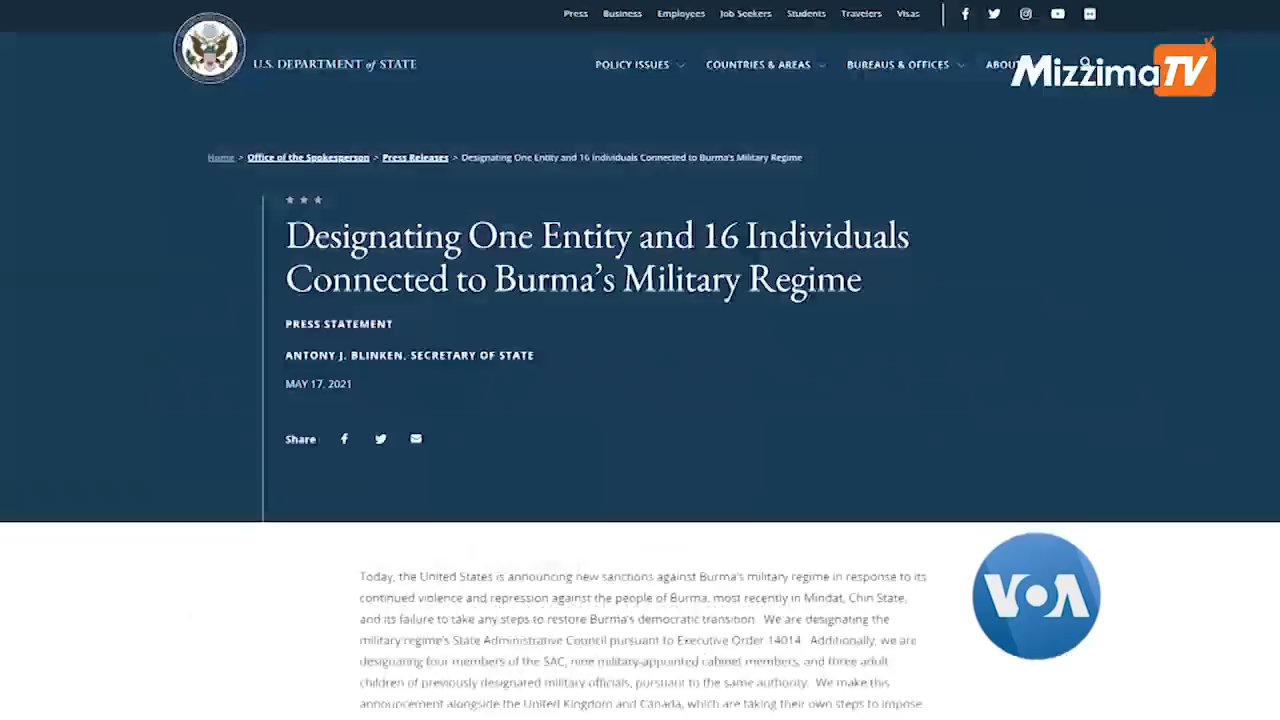 Press Business Employees Job Seekers Students Travelers Visas
U.S. DEPARTMENT of STATE
POLICY ISSUES COUNTRIES & AREAS BUREAUS & OFFICES ABOUT
Mizzima TV
Home > Office of the Spokesperson > Press Releases > Designating One Entity and 16 Individuals Connected to Burma's Military Regime
Designating One Entity and 16 Individuals
Connected to Burma's Military Regime
PRESS STATEMENT
ANTONY J. BLINKEN, SECRETARY OF STATE
MAY 17, 2021
Share
Today, the United States is announcing new sanctions against Burma's military regime in response to its
continued violence and repression against the people of Burma, most recently in Mindat, Chin State,
and its failure to take any steps to restore Burma's democratic transition. We are designating the
military regime's State Administrative Council pursuant to Executive Order 14014. Additionally, we are
designating four members of the SAC, nine military-appointed cabinet members, and three adult
children of previously designated military officials, pursuant to the same authority. We make this
announcement alongside the United Kingdom and Canada, which are taking their own steps to impose
VOA